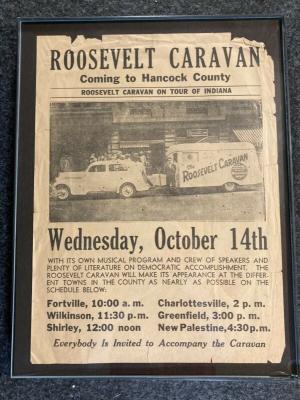 ROOSEVELT CARAVAN
Coming to Hancock County
ROOSEVELT CARAVAN ON TOUR OF INDIANA
The
ROOSEVELT CARAVAN
Wednesday, October 14th
WITH ITS OWN MUSICAL PROGRAM AND CREW OF SPEAKERS AND
PLENTY OF LITERATURE ON DEMOCRATIC ACCOMPLISHMENT. THE
ROOSEVELT CARAVAN WILL MAKE ITS APPEARANCE AT THE DIFFER-
ENT TOWNS IN THE COUNTY AS NEARLY AS POSSIBLE ON THE
SCHEDULE BELOW:
Fortville, 10:00 a. m. Charlottesville, 2 p. m.
Wilkinson, 11:30 p. m. Greenfield, 3:00 p. m.
Shirley, 12:00 noon New Palestine, 4:30 p. m.
Everybody Is Invited to Accompany the Caravan